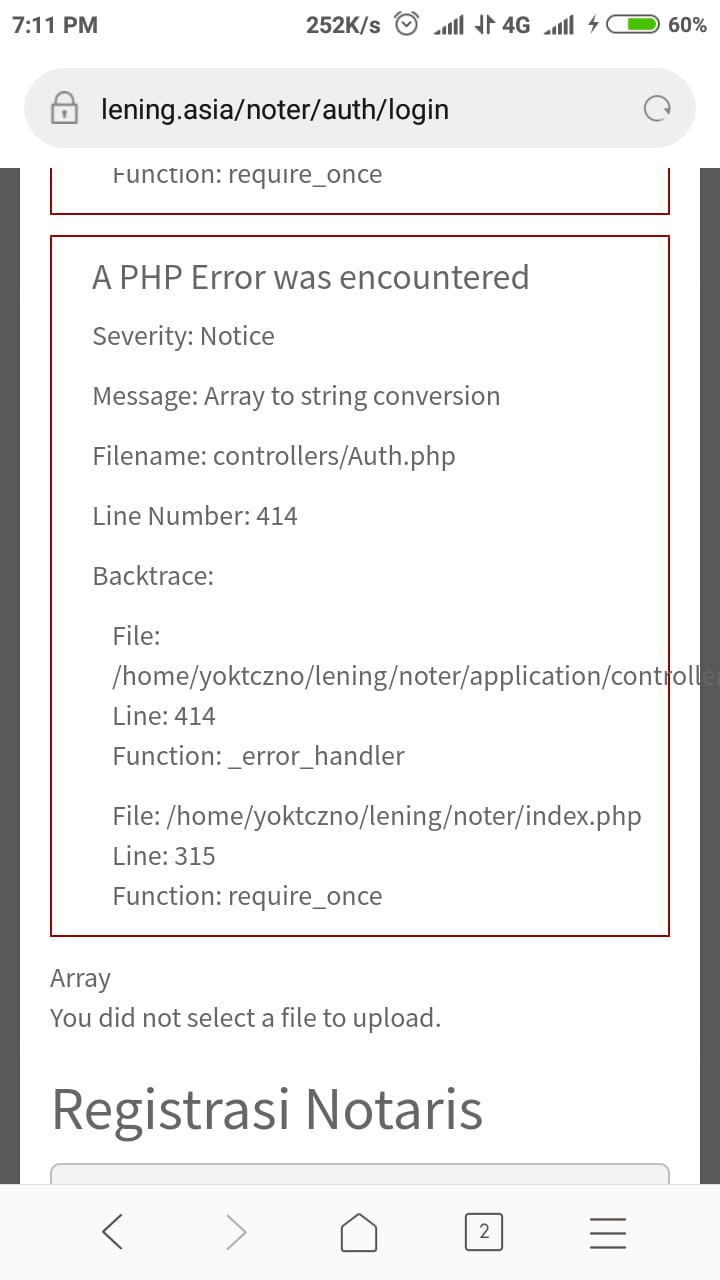 7:11 PM 252K/s 4G 60%
lening.asia/noter/auth/login
Function: require_once
A PHP Error was encountered
Severity: Notice
Message: Array to string conversion
Filename: controllers/Auth.php
Line Number: 414
Backtrace:
File:
/home/yoktczno/lening/noter/application/controlle
Line: 414
Function: _error_handler
File: /home/yoktczno/lening/noter/index.php
Line: 315
Function: require_once
Array
You did not select a file to upload.
Registrasi Notaris
2